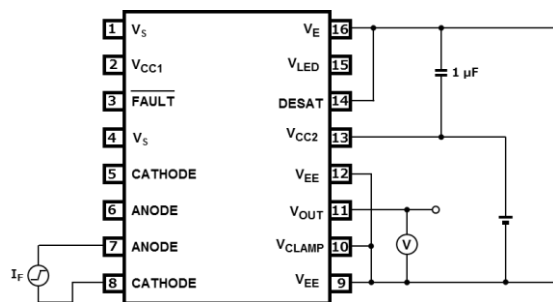 1 VS VE 16
2 VCC1 VLED 15
1 µF
3 FAULT DESAT 14
4 VS VCC2 13
5 CATHODE VEE 12
6 ANODE VOUT 11
7 ANODE VCLAMP 10
V
IF
8 CATHODE VEE 9